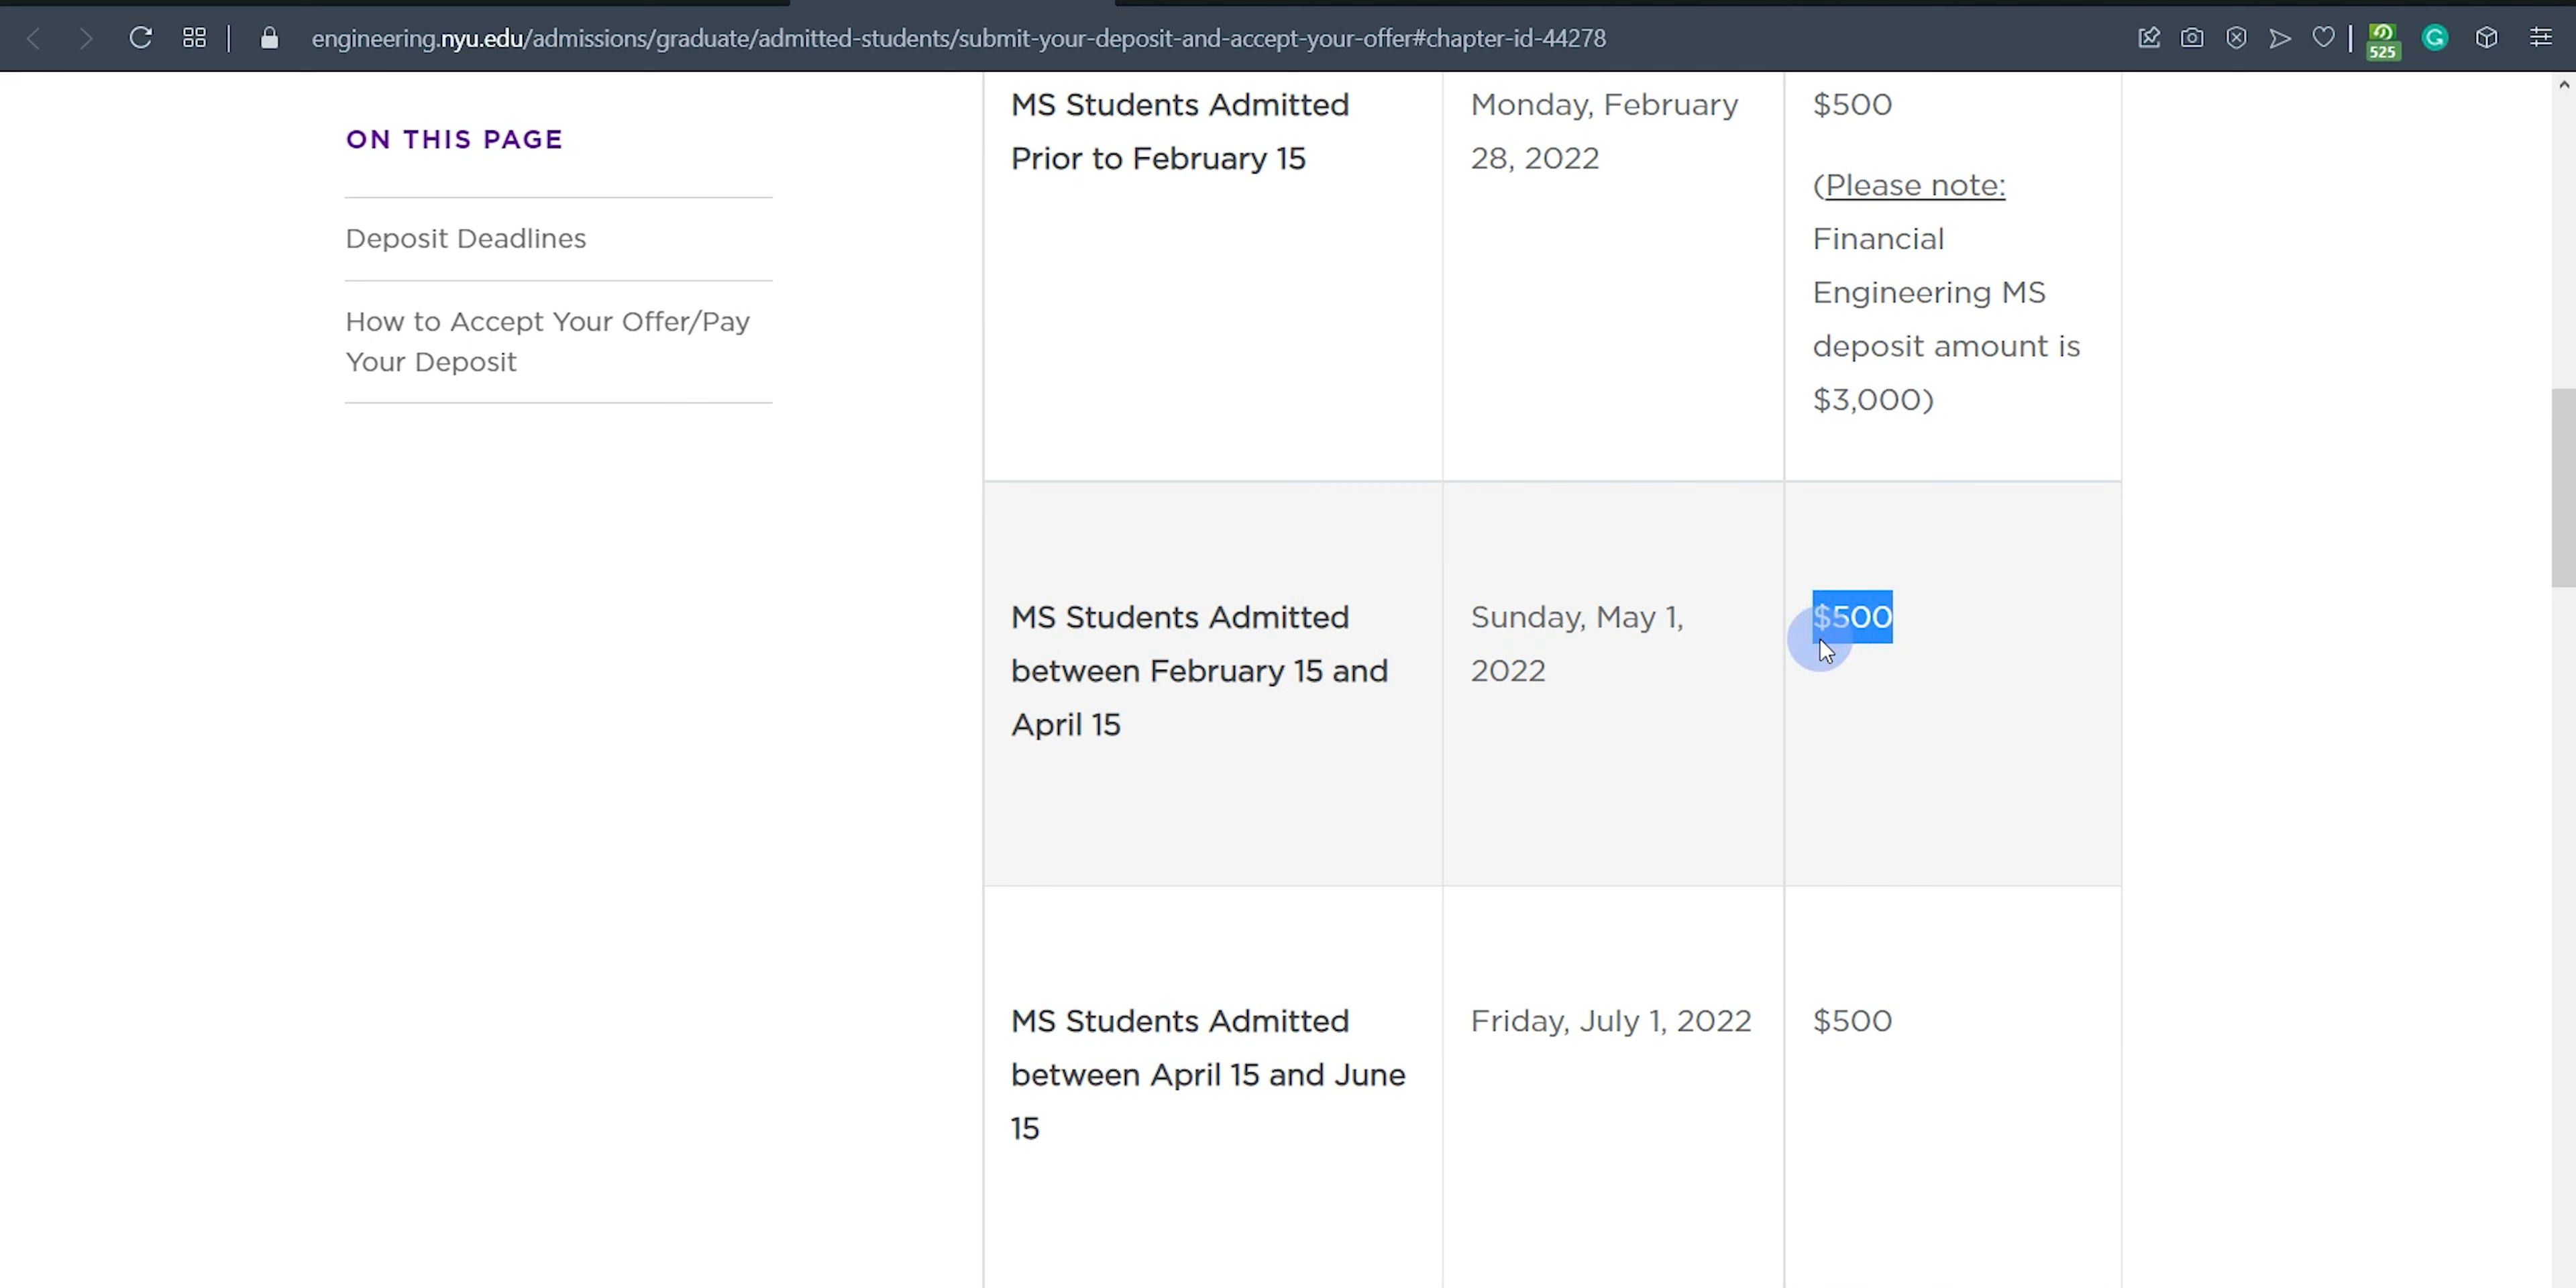 engineering.nyu.edu/admissions/graduate/admitted-students/submit-your-deposit-and-accept-your-offer#chapter-id-44278
525
ON THIS PAGE
Deposit Deadlines
How to Accept Your Offer/Pay
Your Deposit
MS Students Admitted
Prior to February 15
Monday, February
28, 2022
$500
(Please note:
Financial
Engineering MS
deposit amount is
$3,000)
MS Students Admitted
between February 15 and
April 15
Sunday, May 1,
2022
$500
MS Students Admitted
between April 15 and June
15
Friday, July 1, 2022
$500